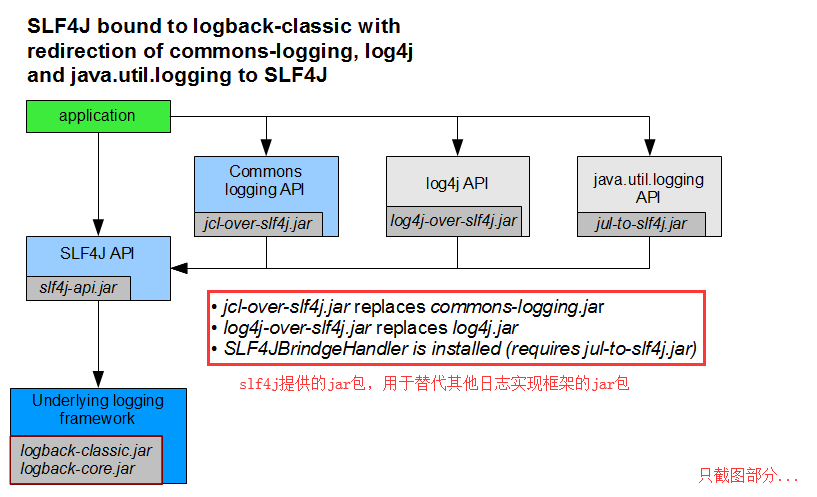 SLF4J bound to logback-classic with
redirection of commons-logging, log4j
and java.util.logging to SLF4J
application
Commons
logging API
jcl-over-slf4j.jar
log4j API
log4j-over-slf4j.jar
java.util.logging
API
jul-to-slf4j.jar
SLF4J API
slf4j-api.jar
• jcl-over-slf4j.jar replaces commons-logging.jar
• log4j-over-slf4j.jar replaces log4j.jar
• SLF4JBrindgeHandler is installed (requires jul-to-slf4j.jar)
slf4j提供的jar包，用于替代其他日志实现框架的jar包
Underlying logging
framework
logback-classic.jar
logback-core.jar
只截图部分...